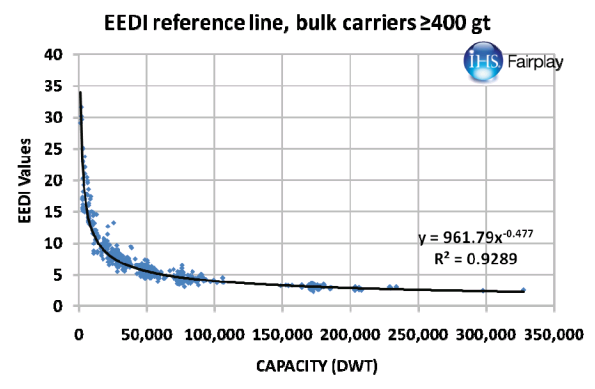 EEDI reference line, bulk carriers ≥400 gt
iHS Fairplay
EEDI Values
40
35
30
25
20
15
10
5
0
y = 961.79x^-0.477
R² = 0.9289
0 50,000 100,000 150,000 200,000 250,000 300,000 350,000
CAPACITY (DWT)